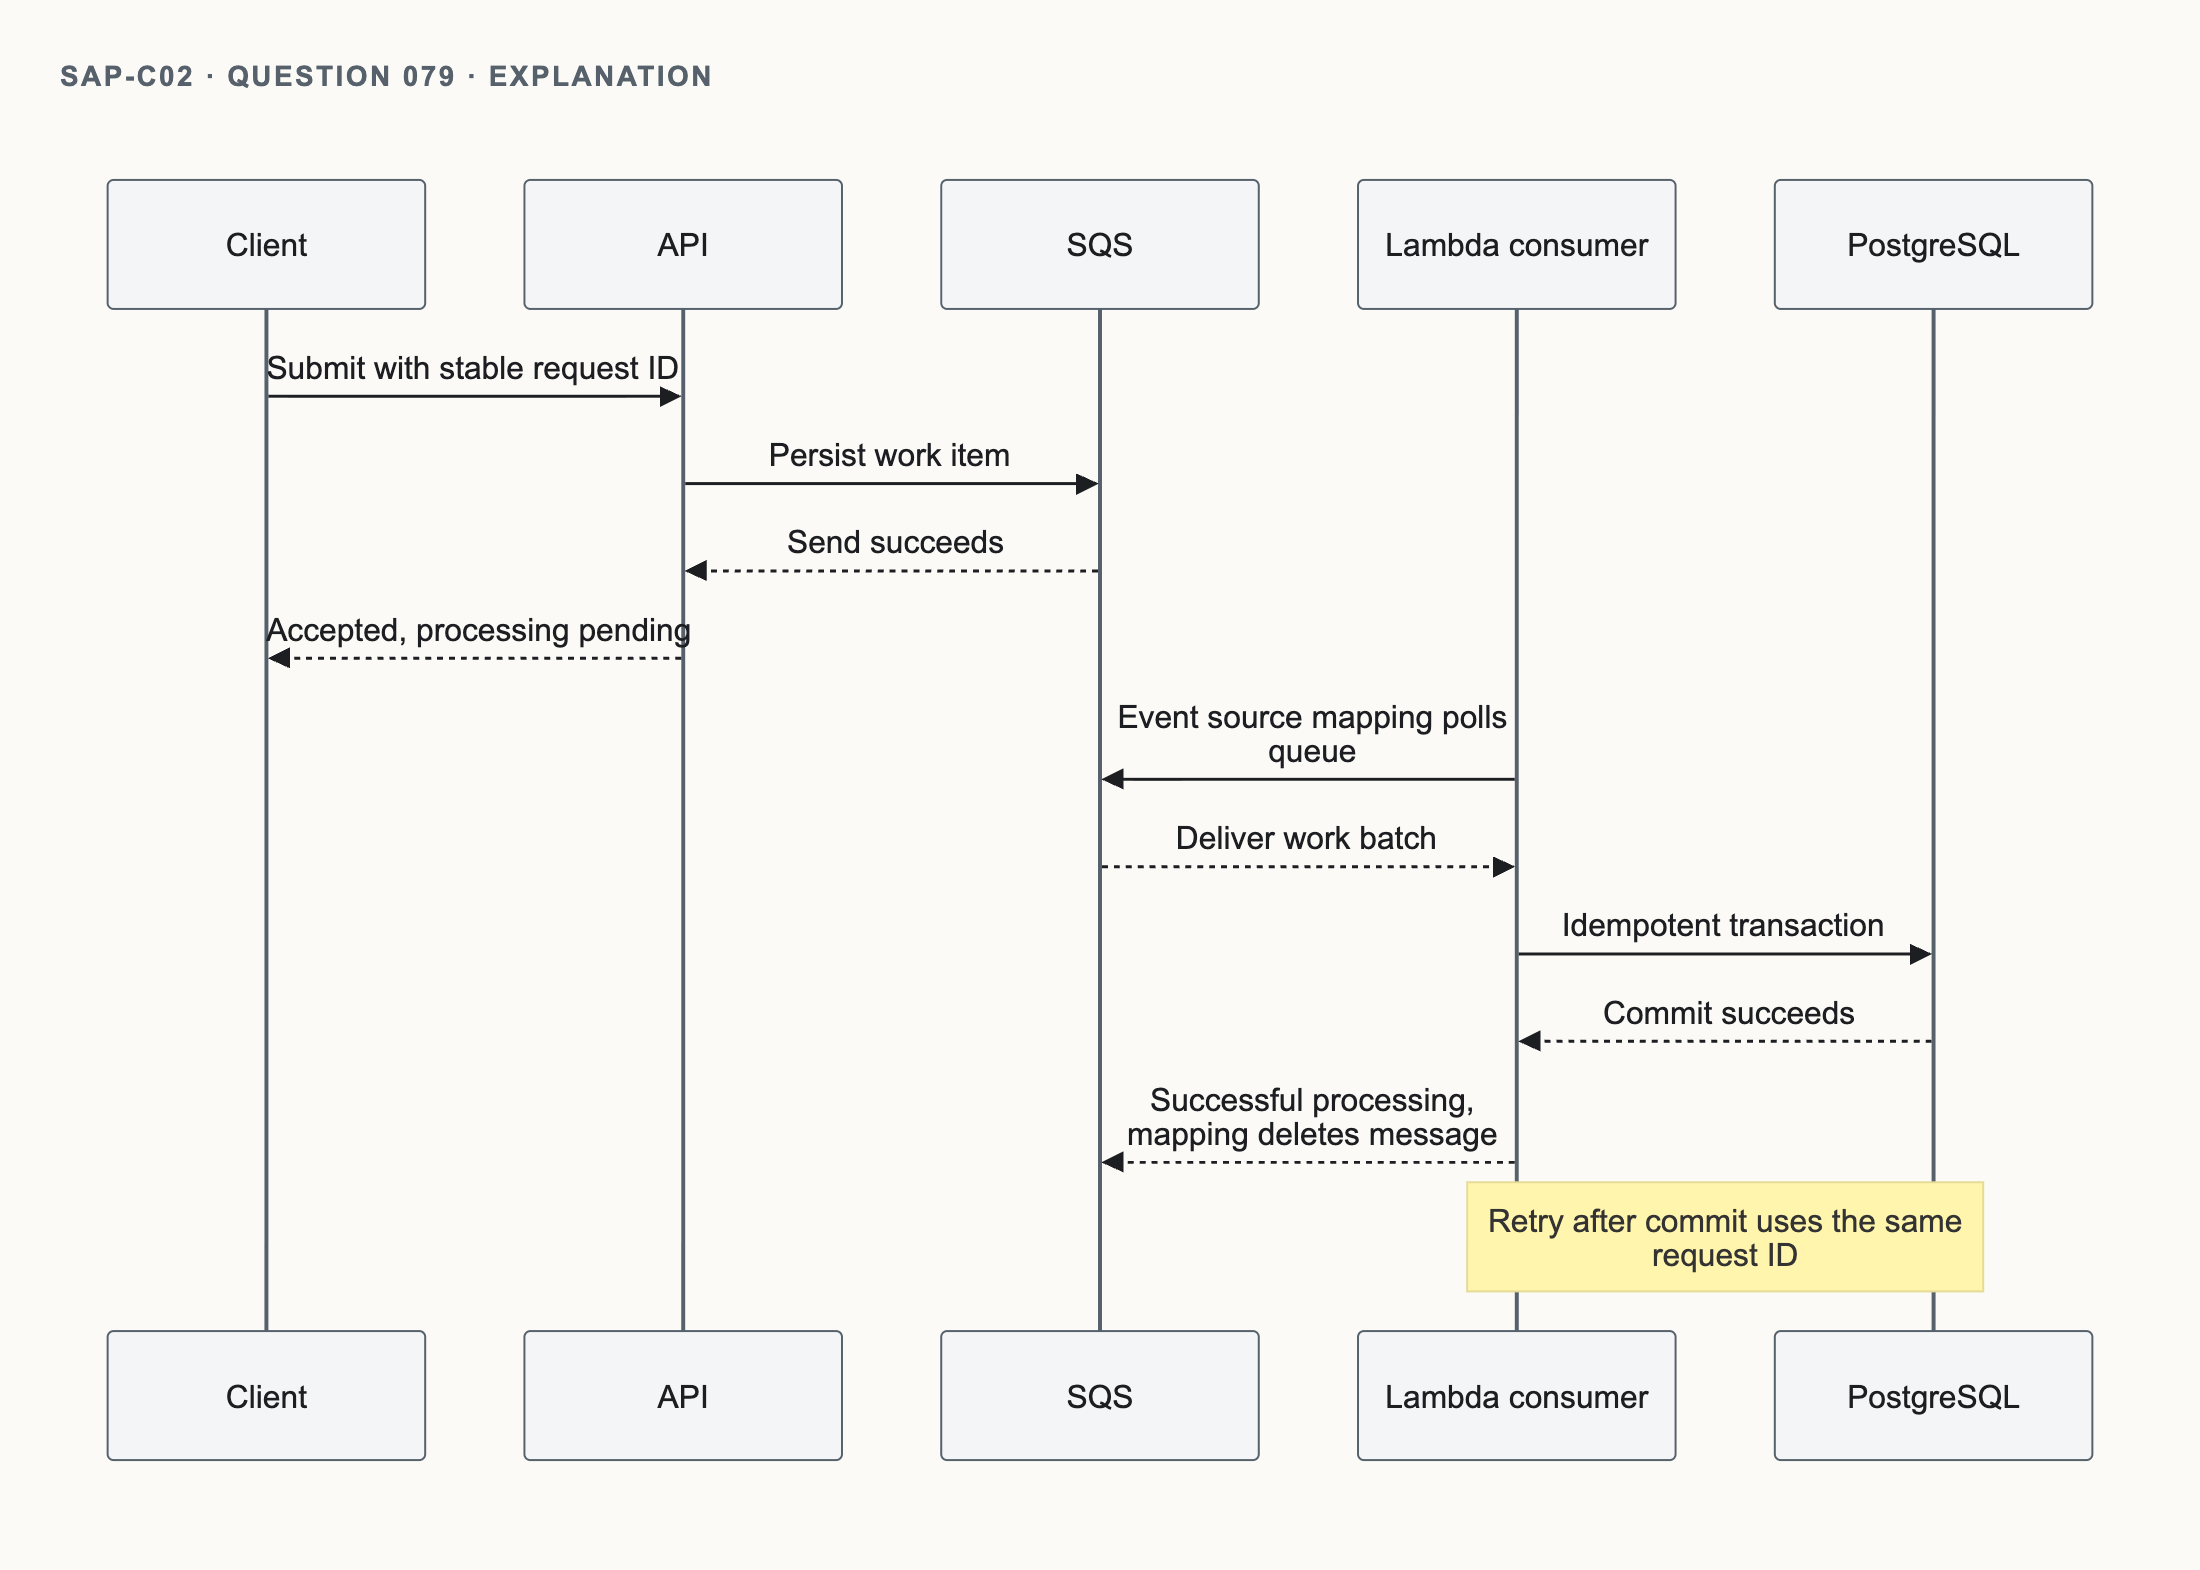 SAP-C02 · QUESTION 079 · EXPLANATION
Client
API
SQS
Lambda consumer
PostgreSQL
Submit with stable request ID
Persist work item
Send succeeds
Accepted, processing pending
Event source mapping polls
queue
Deliver work batch
Idempotent transaction
Commit succeeds
Successful processing,
mapping deletes message
Retry after commit uses the same
request ID
Client
API
SQS
Lambda consumer
PostgreSQL